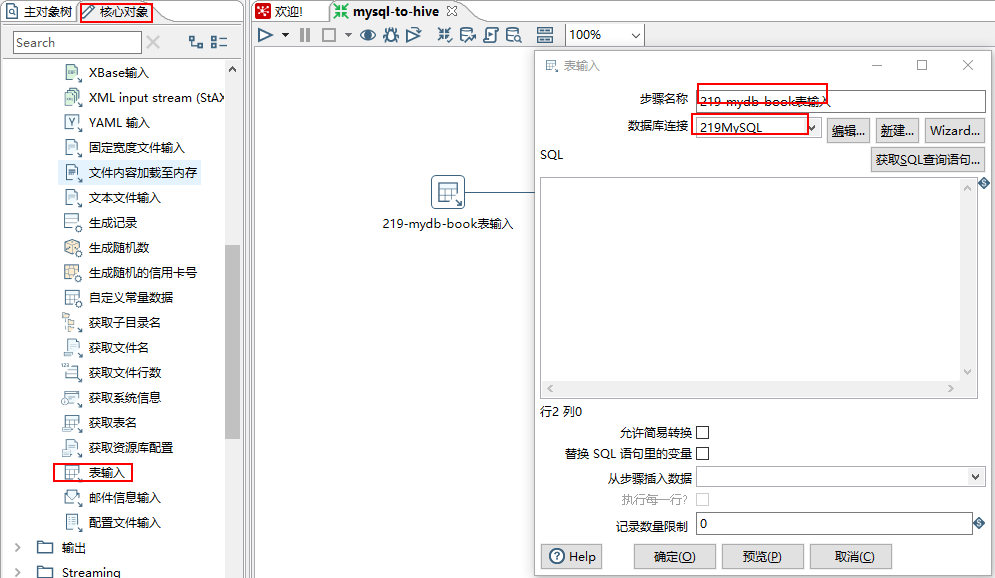 主对象树
核心对象
Search
XBase输入
XML input stream (StAX
YAML 输入
固定宽度文件输入
文件内容加载至内存
文本文件输入
生成记录
生成随机数
生成随机的信用卡号
自定义常量数据
获取子目录名
获取文件名
获取文件行数
获取系统信息
获取表名
获取资源库配置
表输入
邮件信息输入
配置文件输入
输出
Streaming
欢迎!
mysql-to-hive
100%
219-mydb-book表输入
表输入
步骤名称
219-mydb-book表输入
数据库连接
219MySQL
编辑...
新建...
Wizard...
SQL
获取SQL查询语句...
行2 列0
允许简易转换
替换 SQL 语句里的变量
从步骤插入数据
执行每一行?
记录数量限制
0
Help
确定(O)
预览(P)
取消(C)